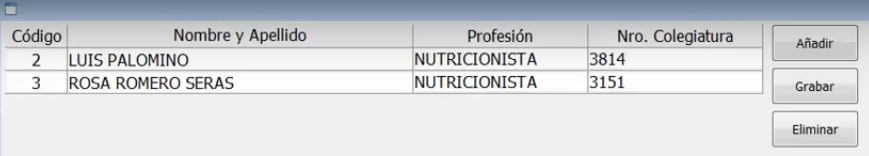 Código Nombre y Apellido Profesión Nro. Colegiatura
2 LUIS PALOMINO NUTRICIONISTA 3814
3 ROSA ROMERO SERAS NUTRICIONISTA 3151
Añadir
Grabar
Eliminar